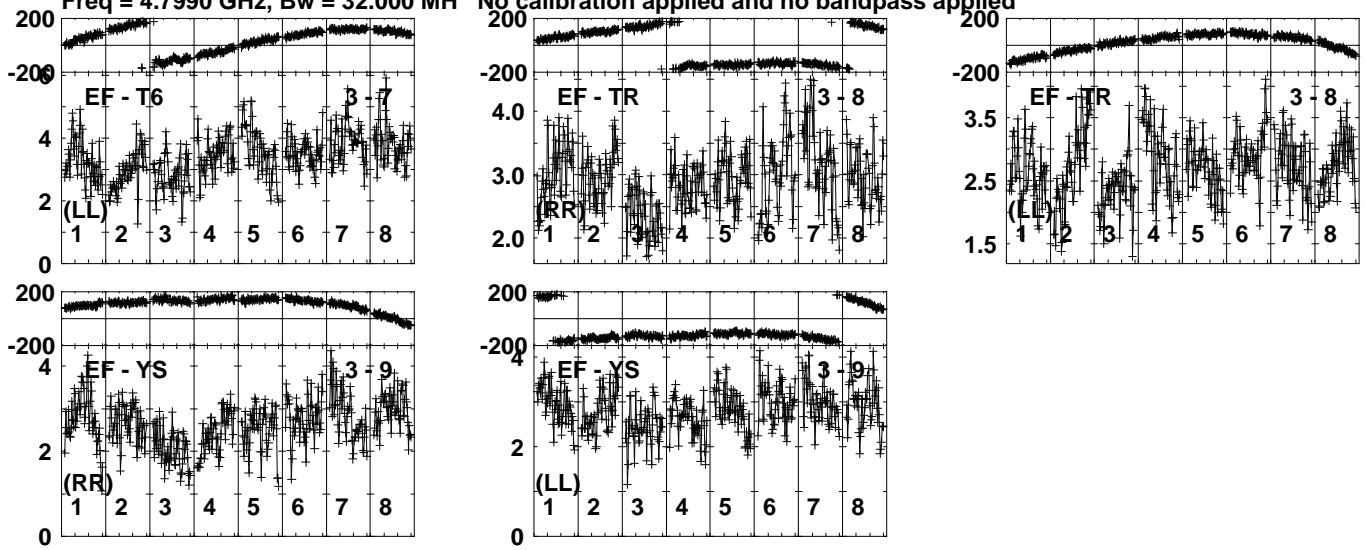 Freq = 4.7990 GHz, Bw = 32.000 MH No calibration applied and no bandpass applied
200 200 200
-200 -200 -200
6
EF - T6 3 - 7 EF - TR 3 - 8 EF - TR 3 - 8
4.0 3.5
4
3.0 2.5
2
(LL) (RR) (LL)
1 2 3 4 5 6 7 8 1 2 3 4 5 6 7 8 1 2 3 4 5 6 7 8
2.0 1.5
0
200 200
-200 -200
4 4
EF - YS 3 - 9 EF - YS 3 - 9
2 2
(RR) (LL)
1 2 3 4 5 6 7 8 1 2 3 4 5 6 7 8
0 0